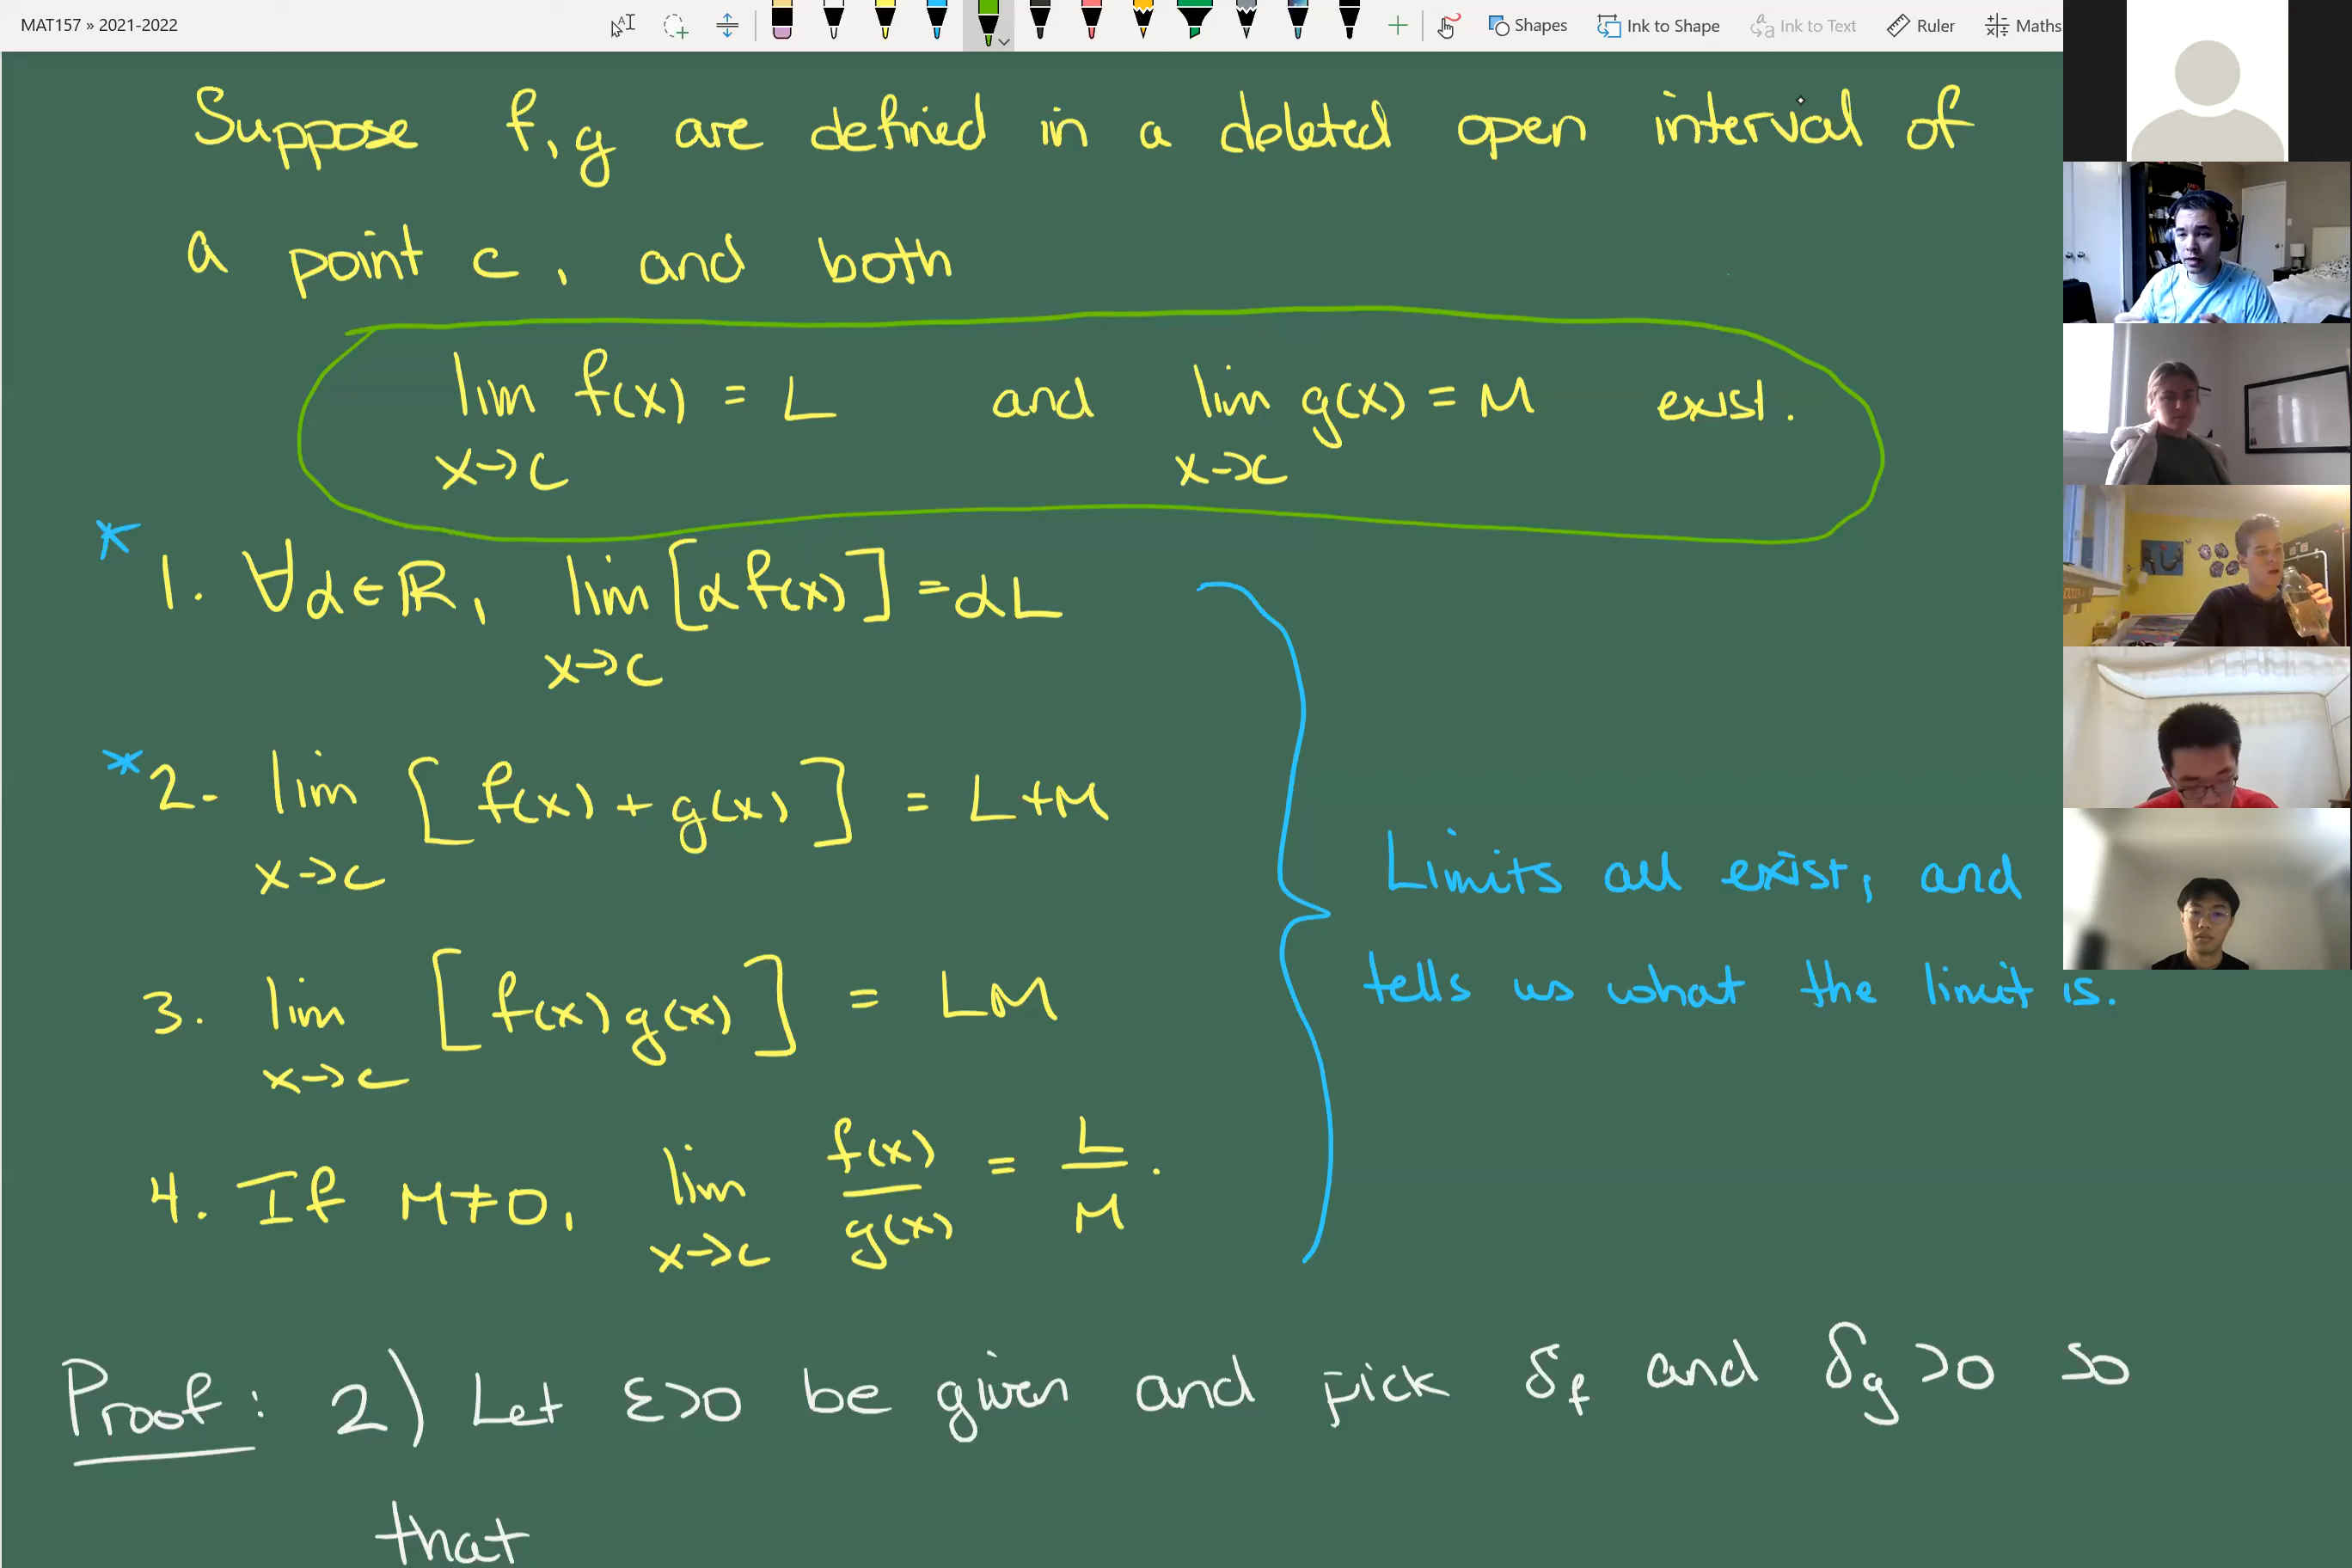 MAT157 » 2021-2022
Shapes
Ink to Shape
Ink to Text
Ruler
Maths
Suppose f, g are defined in a deleted open interval of
a point c, and both
lim f(x) = L and lim g(x) = M exist.
x→c x→c
* 1. ∀α∈ℝ, lim [αf(x)] = αL
x→c
* 2- lim [f(x) + g(x)] = L+M
x→c
3. lim [f(x)g(x)] = LM
x→c
4. If M≠0, lim f(x)/g(x) = L/M.
x→c
Limits all exist, and
tells us what the limit is.
Proof: 2) Let ε>0 be given and pick δ_f and δ_g >0 so
that